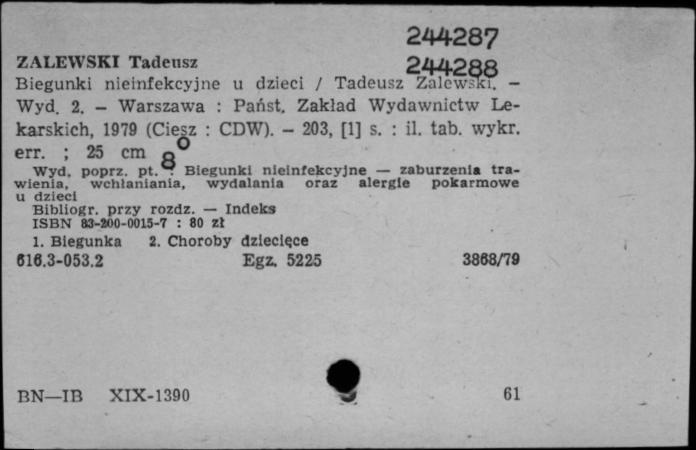 244287
ZALEWSKI Tadeusz 244288
Biegunki nieinfekcyjne u dzieci / Tadeusz Zalewski. —
Wyd. 2. — Warszawa : Państ. Zakład Wydawnictw Le-
karskich, 1979 (Ciesz : CDW). — 203, [1] s. : il. tab. wykr.
err. ; 25 cm 8°
Wyd. poprz. pt. : Biegunki nieinfekcyjne — zaburzenia tra-
wienia, wchłaniania, wydalania oraz alergie pokarmowe
u dzieci
Bibliogr. przy rozdz. — Indeks
ISBN 83-200-0015-7 : 80 zł
1. Biegunka 2. Choroby dziecięce
616.3-053.2 Egz. 5225 3868/79
BN—IB XIX-1390 61